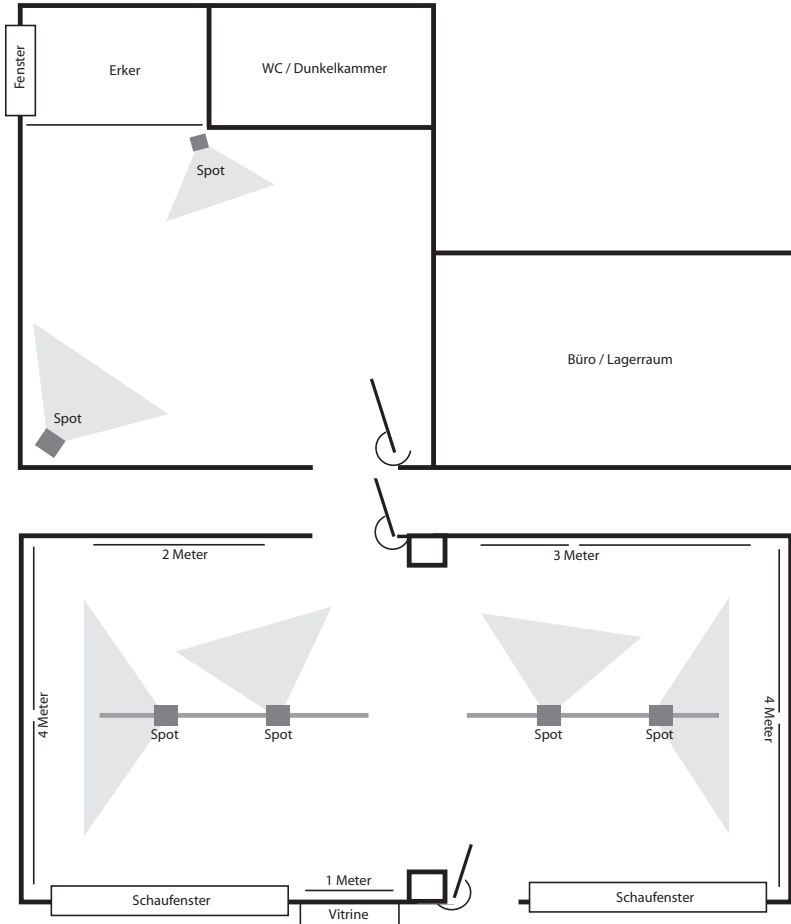 Fenster
Erker
WC / Dunkelkammer
Spot
Büro / Lagerraum
Spot
2 Meter
3 Meter
4 Meter
4 Meter
Spot
Spot
Spot
Spot
1 Meter
Schaufenster
Schaufenster
Vitrine